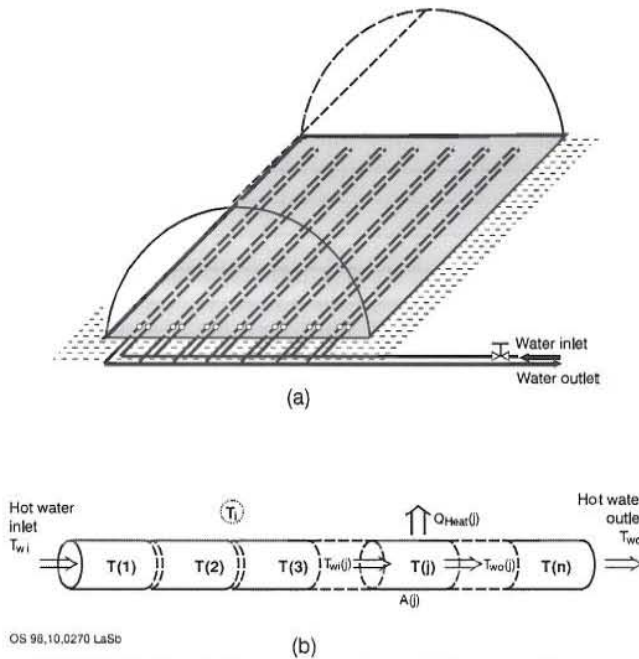 Water inlet
Water outlet
(a)
Hot water
inlet
T w i
Ti
QHeat(j)
Hot water
outlet
Two
T(1)
T(2)
T(3)
Twi(j)
T(j)
Two(j)
T(n)
A(j)
OS 98,10,0270 LaSb
(b)